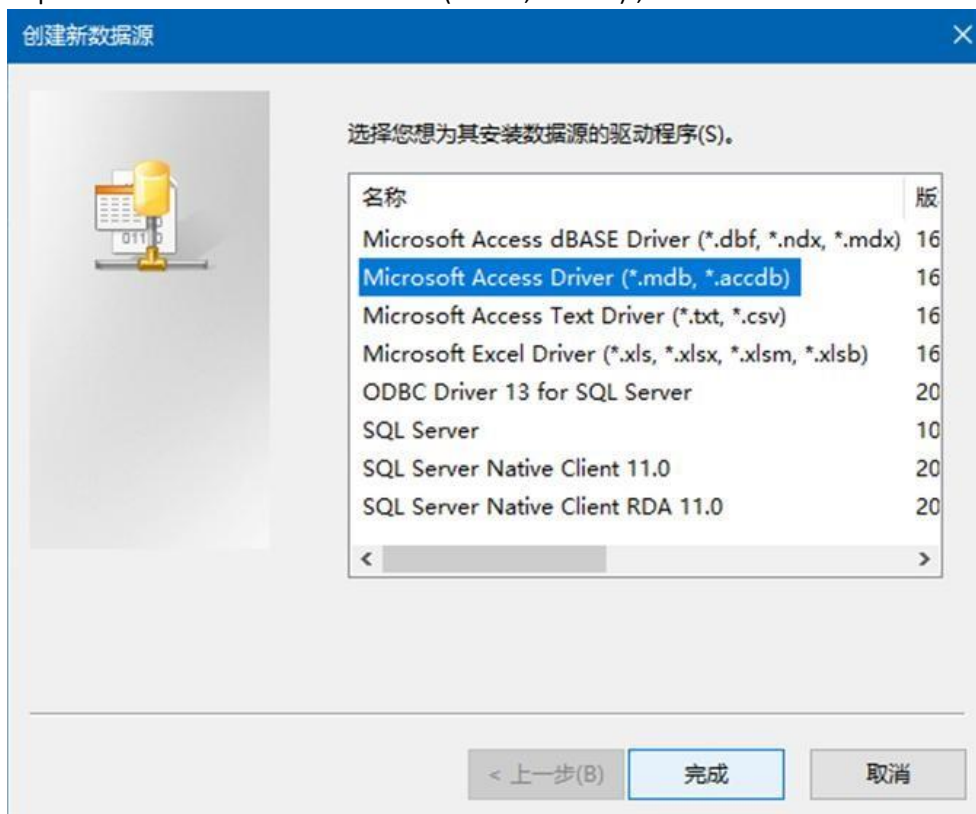 创建新数据源
选择您想为其安装数据源的驱动程序(S)。
名称 版
Microsoft Access dBASE Driver (*.dbf, *.ndx, *.mdx) 16
Microsoft Access Driver (*.mdb, *.accdb) 16
Microsoft Access Text Driver (*.txt, *.csv) 16
Microsoft Excel Driver (*.xls, *.xlsx, *.xlsm, *.xlsb) 16
ODBC Driver 13 for SQL Server 20
SQL Server 10
SQL Server Native Client 11.0 20
SQL Server Native Client RDA 11.0 20
< 上一步(B) 完成 取消